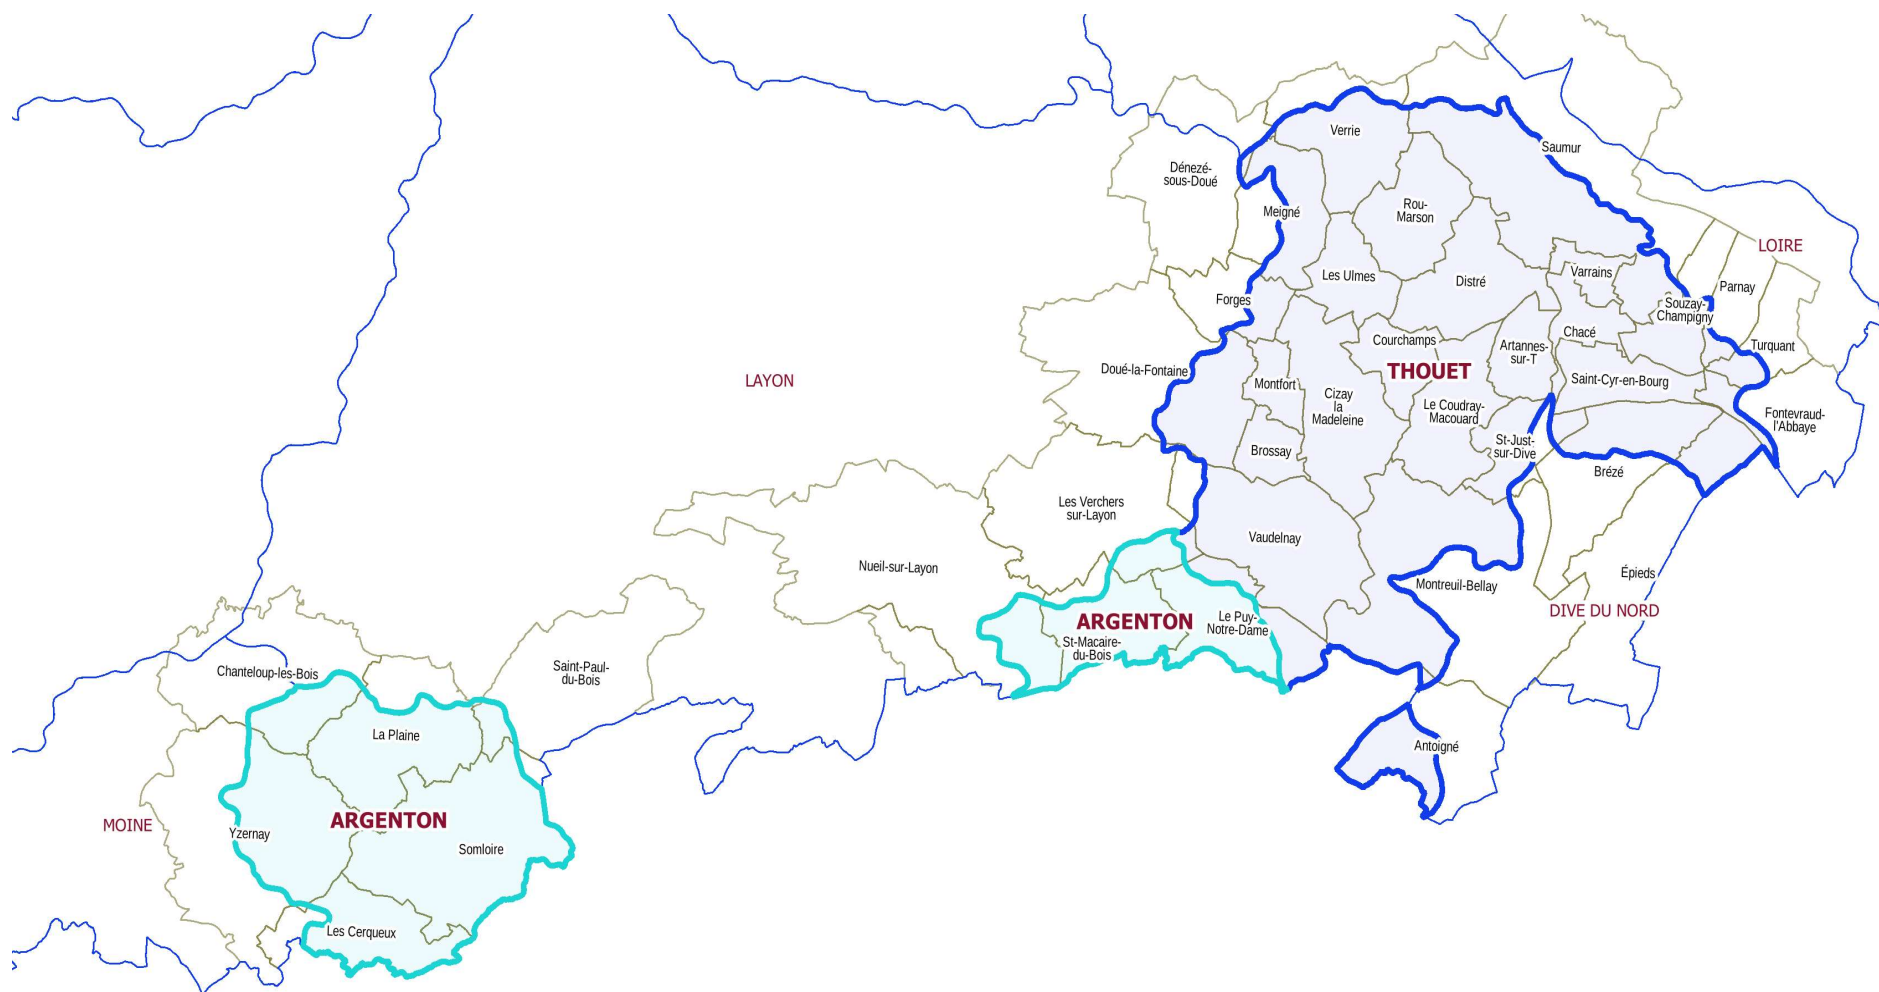 Verrie
Saumur
Dénezé-
sous-Doué
Meigné
Rou-
Marson
LOIRE
Les Ulmes
Distré
Varrains
Parnay
Forges
Souzay-
Champigny
Chacé
Courchamps
Artannes-
sur-T
Turquant
Doué-la-Fontaine
THOUET
LAYON
Montfort
Saint-Cyr-en-Bourg
Cizay
la
Madeleine
Le Coudray-
Macouard
Fontevraud-
l'Abbaye
St-Just-
sur-Dive
Brossay
Brézé
Les Verchers
sur-Layon
Vaudelnay
Nueil-sur-Layon
Épieds
Montreuil-Bellay
DIVE DU NORD
ARGENTON
Le Puy-
Notre-Dame
St-Macaire-
du-Bois
Chanteloup-les-Bois
Saint-Paul-
du-Bois
La Plaine
Antoigné
ARGENTON
MOINE
Yzernay
Somloire
Les Cerqueux